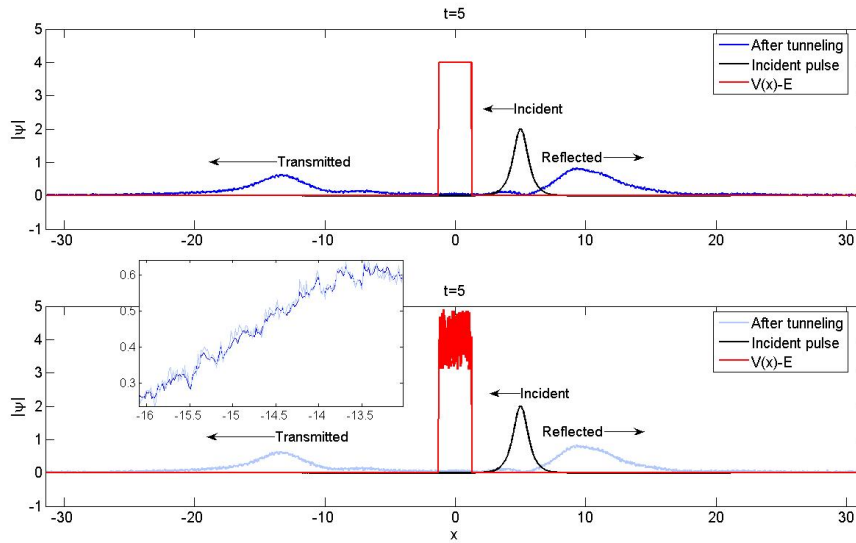 t=5
5
4
3
2
1
0
-1
|ψ|
After tunneling
Incident pulse
V(x)-E
Incident
Transmitted
Reflected
-30
-20
-10
0
10
20
30
0.6
0.5
0.4
0.3
-16
-15.5
-15
-14.5
-14
-13.5
t=5
5
4
3
2
1
0
-1
|ψ|
After tunneling
Incident pulse
V(x)-E
Incident
Transmitted
Reflected
-30
-20
-10
0
10
20
30
x